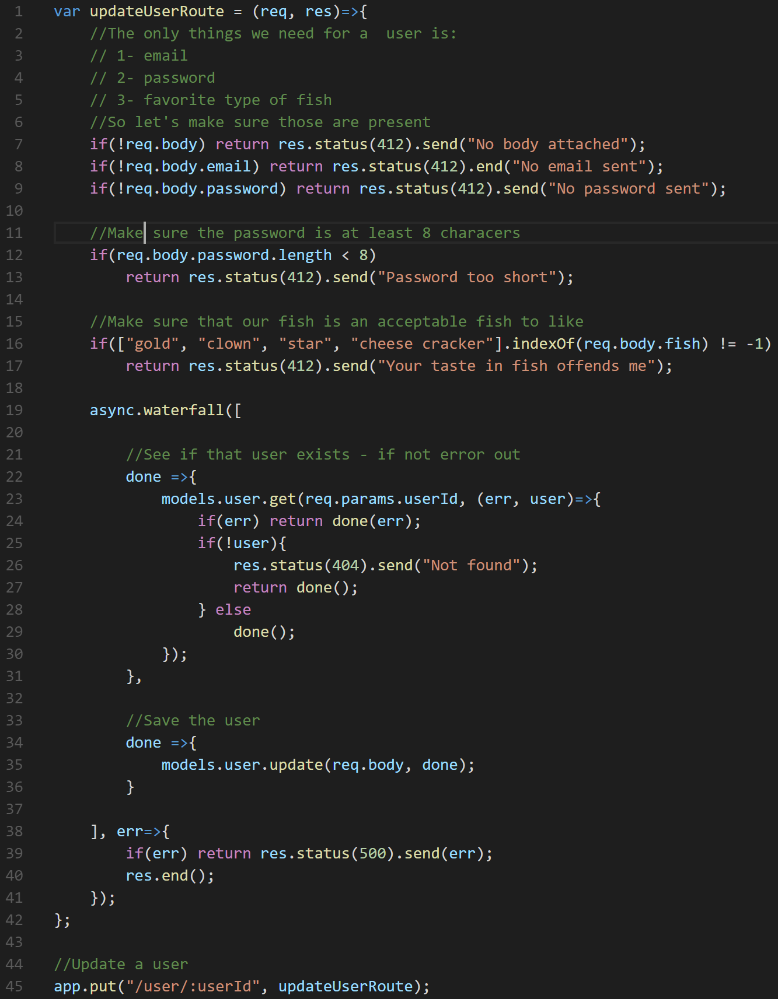 1 var updateUserRoute = (req, res)=>{
2 //The only things we need for a  user is:
3 // 1- email
4 // 2- password
5 // 3- favorite type of fish
6 //So let's make sure those are present
7 if(!req.body) return res.status(412).send("No body attached");
8 if(!req.body.email) return res.status(412).end("No email sent");
9 if(!req.body.password) return res.status(412).send("No password sent");
10
11 //Make sure the password is at least 8 characers
12 if(req.body.password.length < 8)
13 return res.status(412).send("Password too short");
14
15 //Make sure that our fish is an acceptable fish to like
16 if(["gold", "clown", "star", "cheese cracker"].indexOf(req.body.fish) != -1)
17 return res.status(412).send("Your taste in fish offends me");
18
19 async.waterfall([
20
21 //See if that user exists - if not error out
22 done =>{
23 models.user.get(req.params.userId, (err, user)=>{
24 if(err) return done(err);
25 if(!user){
26 res.status(404).send("Not found");
27 return done();
28 } else
29 done();
30 });
31 },
32
33 //Save the user
34 done =>{
35 models.user.update(req.body, done);
36 }
37
38 ], err=>{
39 if(err) return res.status(500).send(err);
40 res.end();
41 });
42 };
43
44 //Update a user
45 app.put("/user/:userId", updateUserRoute);